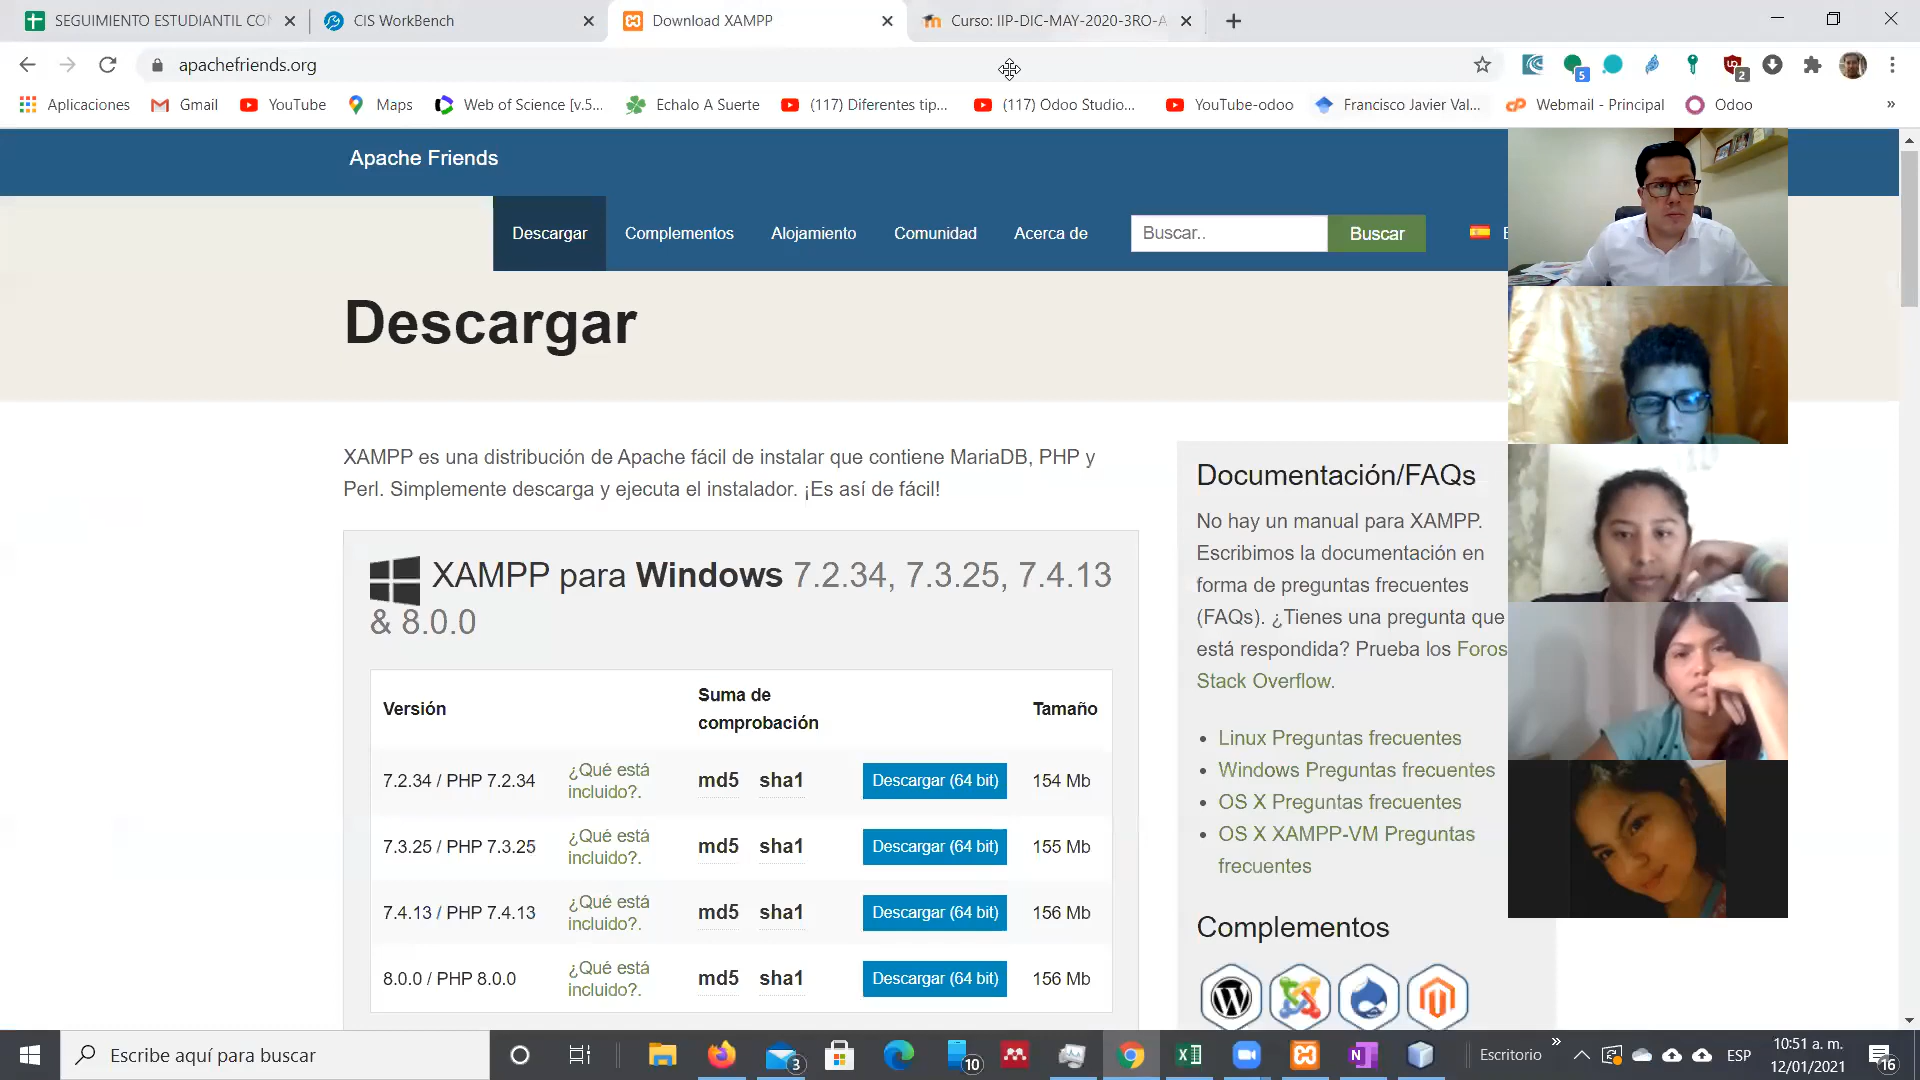 SEGUIMIENTO ESTUDIANTIL CON
CIS WorkBench
Download XAMPP
Curso: IIP-DIC-MAY-2020-3RO-A
apachefriends.org
5
2
Aplicaciones
Gmail
YouTube
Maps
Web of Science [v.5...
Echalo A Suerte
(117) Diferentes tip...
(117) Odoo Studio...
YouTube-odoo
Francisco Javier Val...
Webmail - Principal
Odoo
»
Apache Friends
Descargar
Complementos
Alojamiento
Comunidad
Acerca de
Buscar..
Buscar
Descargar
XAMPP es una distribución de Apache fácil de instalar que contiene MariaDB, PHP y
Perl. Simplemente descarga y ejecuta el instalador. ¡Es así de fácil!
XAMPP para Windows 7.2.34, 7.3.25, 7.4.13
& 8.0.0
Versión
Suma de
comprobación
Tamaño
7.2.34 / PHP 7.2.34
¿Qué está
incluido?.
md5 sha1
Descargar (64 bit)
154 Mb
7.3.25 / PHP 7.3.25
¿Qué está
incluido?.
md5 sha1
Descargar (64 bit)
155 Mb
7.4.13 / PHP 7.4.13
¿Qué está
incluido?.
md5 sha1
Descargar (64 bit)
156 Mb
8.0.0 / PHP 8.0.0
¿Qué está
incluido?.
md5 sha1
Descargar (64 bit)
156 Mb
Documentación/FAQs
No hay un manual para XAMPP.
Escribimos la documentación en
forma de preguntas frecuentes
(FAQs). ¿Tienes una pregunta que
está respondida? Prueba los Foros
Stack Overflow.
• Linux Preguntas frecuentes
• Windows Preguntas frecuentes
• OS X Preguntas frecuentes
• OS X XAMPP-VM Preguntas
frecuentes
Complementos
Escribe aquí para buscar
3
10
Escritorio
»
ESP
10:51 a. m.
12/01/2021
16